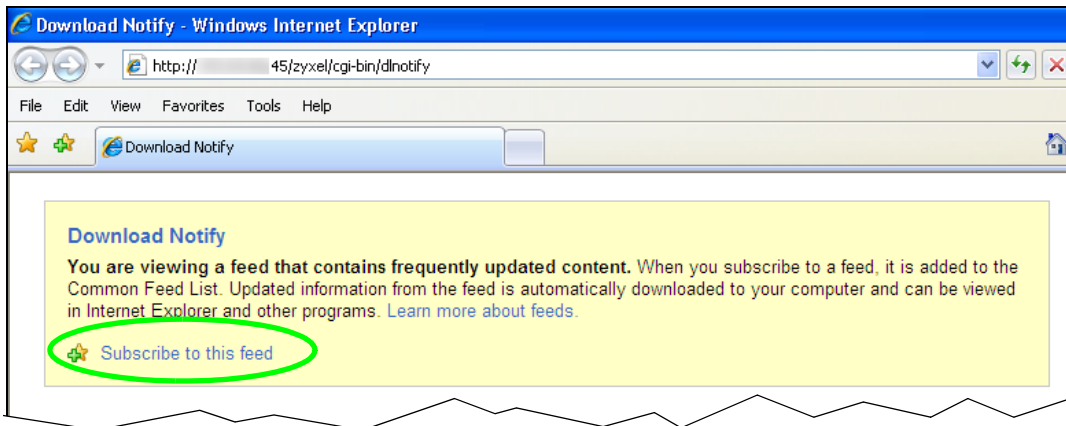 Download Notify - Windows Internet Explorer
http:// 45/zyxel/cgi-bin/dlnotify
File Edit View Favorites Tools Help
Download Notify
Download Notify
You are viewing a feed that contains frequently updated content. When you subscribe to a feed, it is added to the
Common Feed List. Updated information from the feed is automatically downloaded to your computer and can be viewed
in Internet Explorer and other programs. Learn more about feeds.
Subscribe to this feed